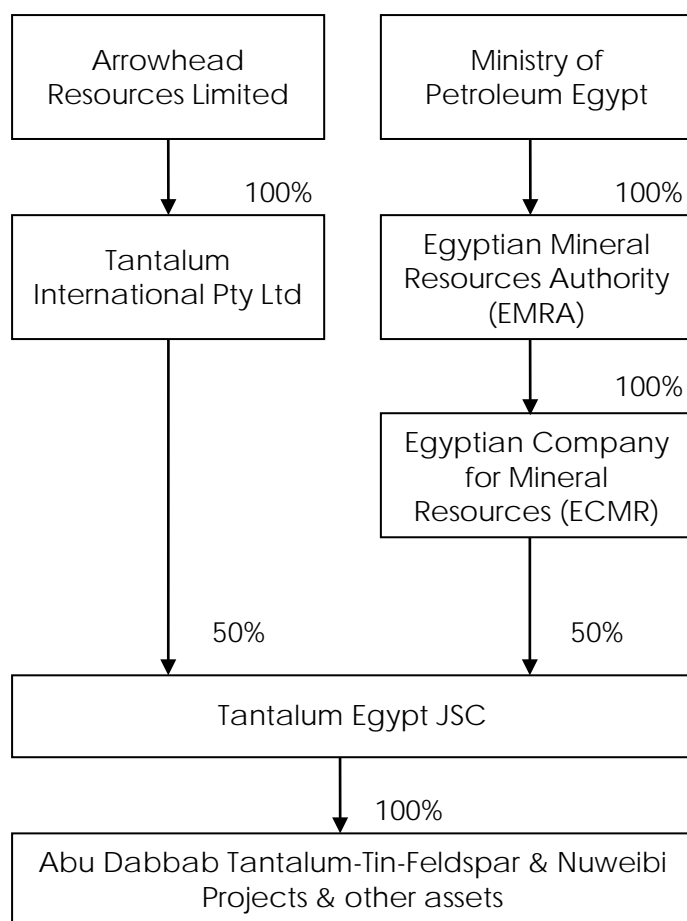 Arrowhead
Resources Limited
Ministry of
Petroleum Egypt
100%
100%
Tantalum
International Pty Ltd
Egyptian Mineral
Resources Authority
(EMRA)
100%
Egyptian Company
for Mineral
Resources (ECMR)
50%
50%
Tantalum Egypt JSC
100%
Abu Dabbab Tantalum-Tin-Feldspar & Nuweibi
Projects & other assets